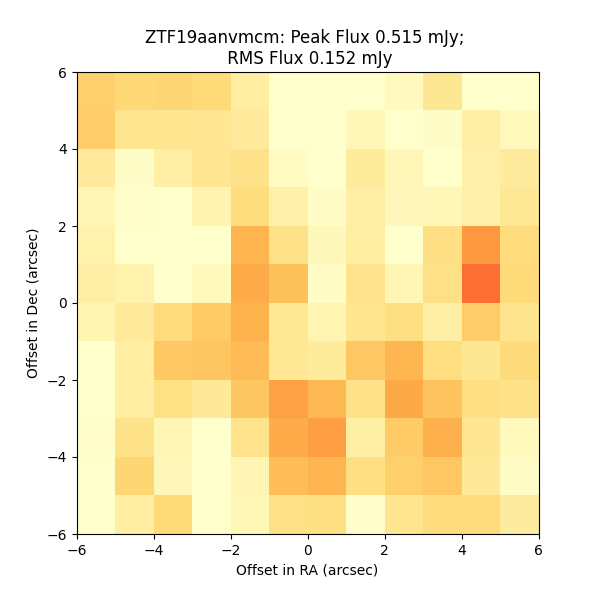 ZTF19aanvmcm: Peak Flux 0.515 mJy;
RMS Flux 0.152 mJy
6
4
2
0
−2
−4
−6
Offset in Dec (arcsec)
−6 −4 −2 0 2 4 6
Offset in RA (arcsec)